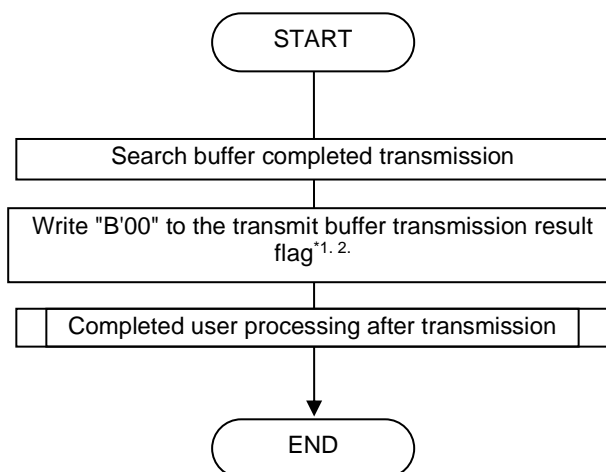 START
Search buffer completed transmission
Write "B'00" to the transmit buffer transmission result
flag*1. 2.
Completed user processing after transmission
END